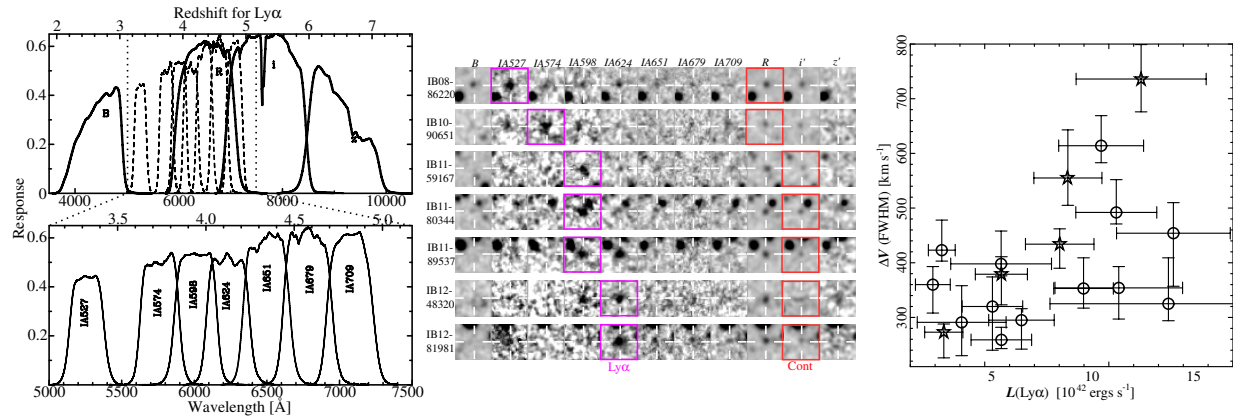 Redshift for Lyα
2 3 4 5 6 7
0.6
0.4
0.2
0
B
R
i
4000 6000 8000 10000
3.5 4.0 4.5 5.0
Response
0.6
0.4
0.2
0.0
IA527
IA574
IA598
IA624
IA651
IA679
IA709
5000 5500 6000 6500 7000 7500
Wavelength [Å]
B IA527 IA574 IA598 IA624 IA651 IA679 IA709 R i' z'
IB08-
86220
IB10-
90651
IB11-
59167
IB11-
80344
IB11-
89537
IB12-
48320
IB12-
81981
Lyα
Cont
800
700
600
500
400
300
ΔV (FWHM) [km s⁻¹]
5 10 15
L(Lyα) [10⁴² ergs s⁻¹]